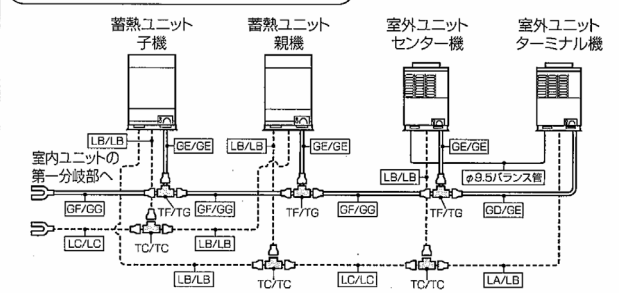 蓄熱ユニット
子機
蓄熱ユニット
親機
室外ユニット
センター機
室外ユニット
ターミナル機
LB/LB
GE/GE
LB/LB
GE/GE
GE/GE
LB/LB
φ9.5バランス管
室内ユニットの
第一分岐部へ
GF/GG
TF/TG
GF/GG
TF/TG
GF/GG
TF/TG
GD/GE
LC/LC
TC/TC
LB/LB
LB/LB
TC/TC
LC/LC
TC/TC
LA/LB